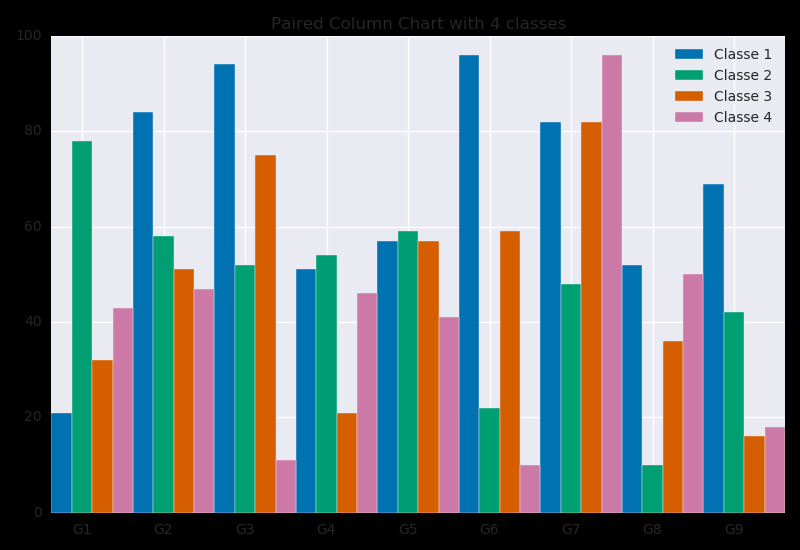 Paired Column Chart with 4 classes
100
80
60
40
20
0
Classe 1
Classe 2
Classe 3
Classe 4
G1 G2 G3 G4 G5 G6 G7 G8 G9